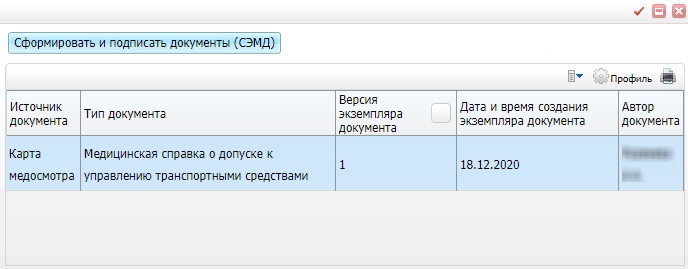 Сформировать и подписать документы (СЭМД)
Профиль
Источник
документа
Тип документа
Версия
экземпляра
документа
Дата и время создания
экземпляра документа
Автор
документа
Карта
медосмотра
Медицинская справка о допуске к
управлению транспортными средствами
1
18.12.2020